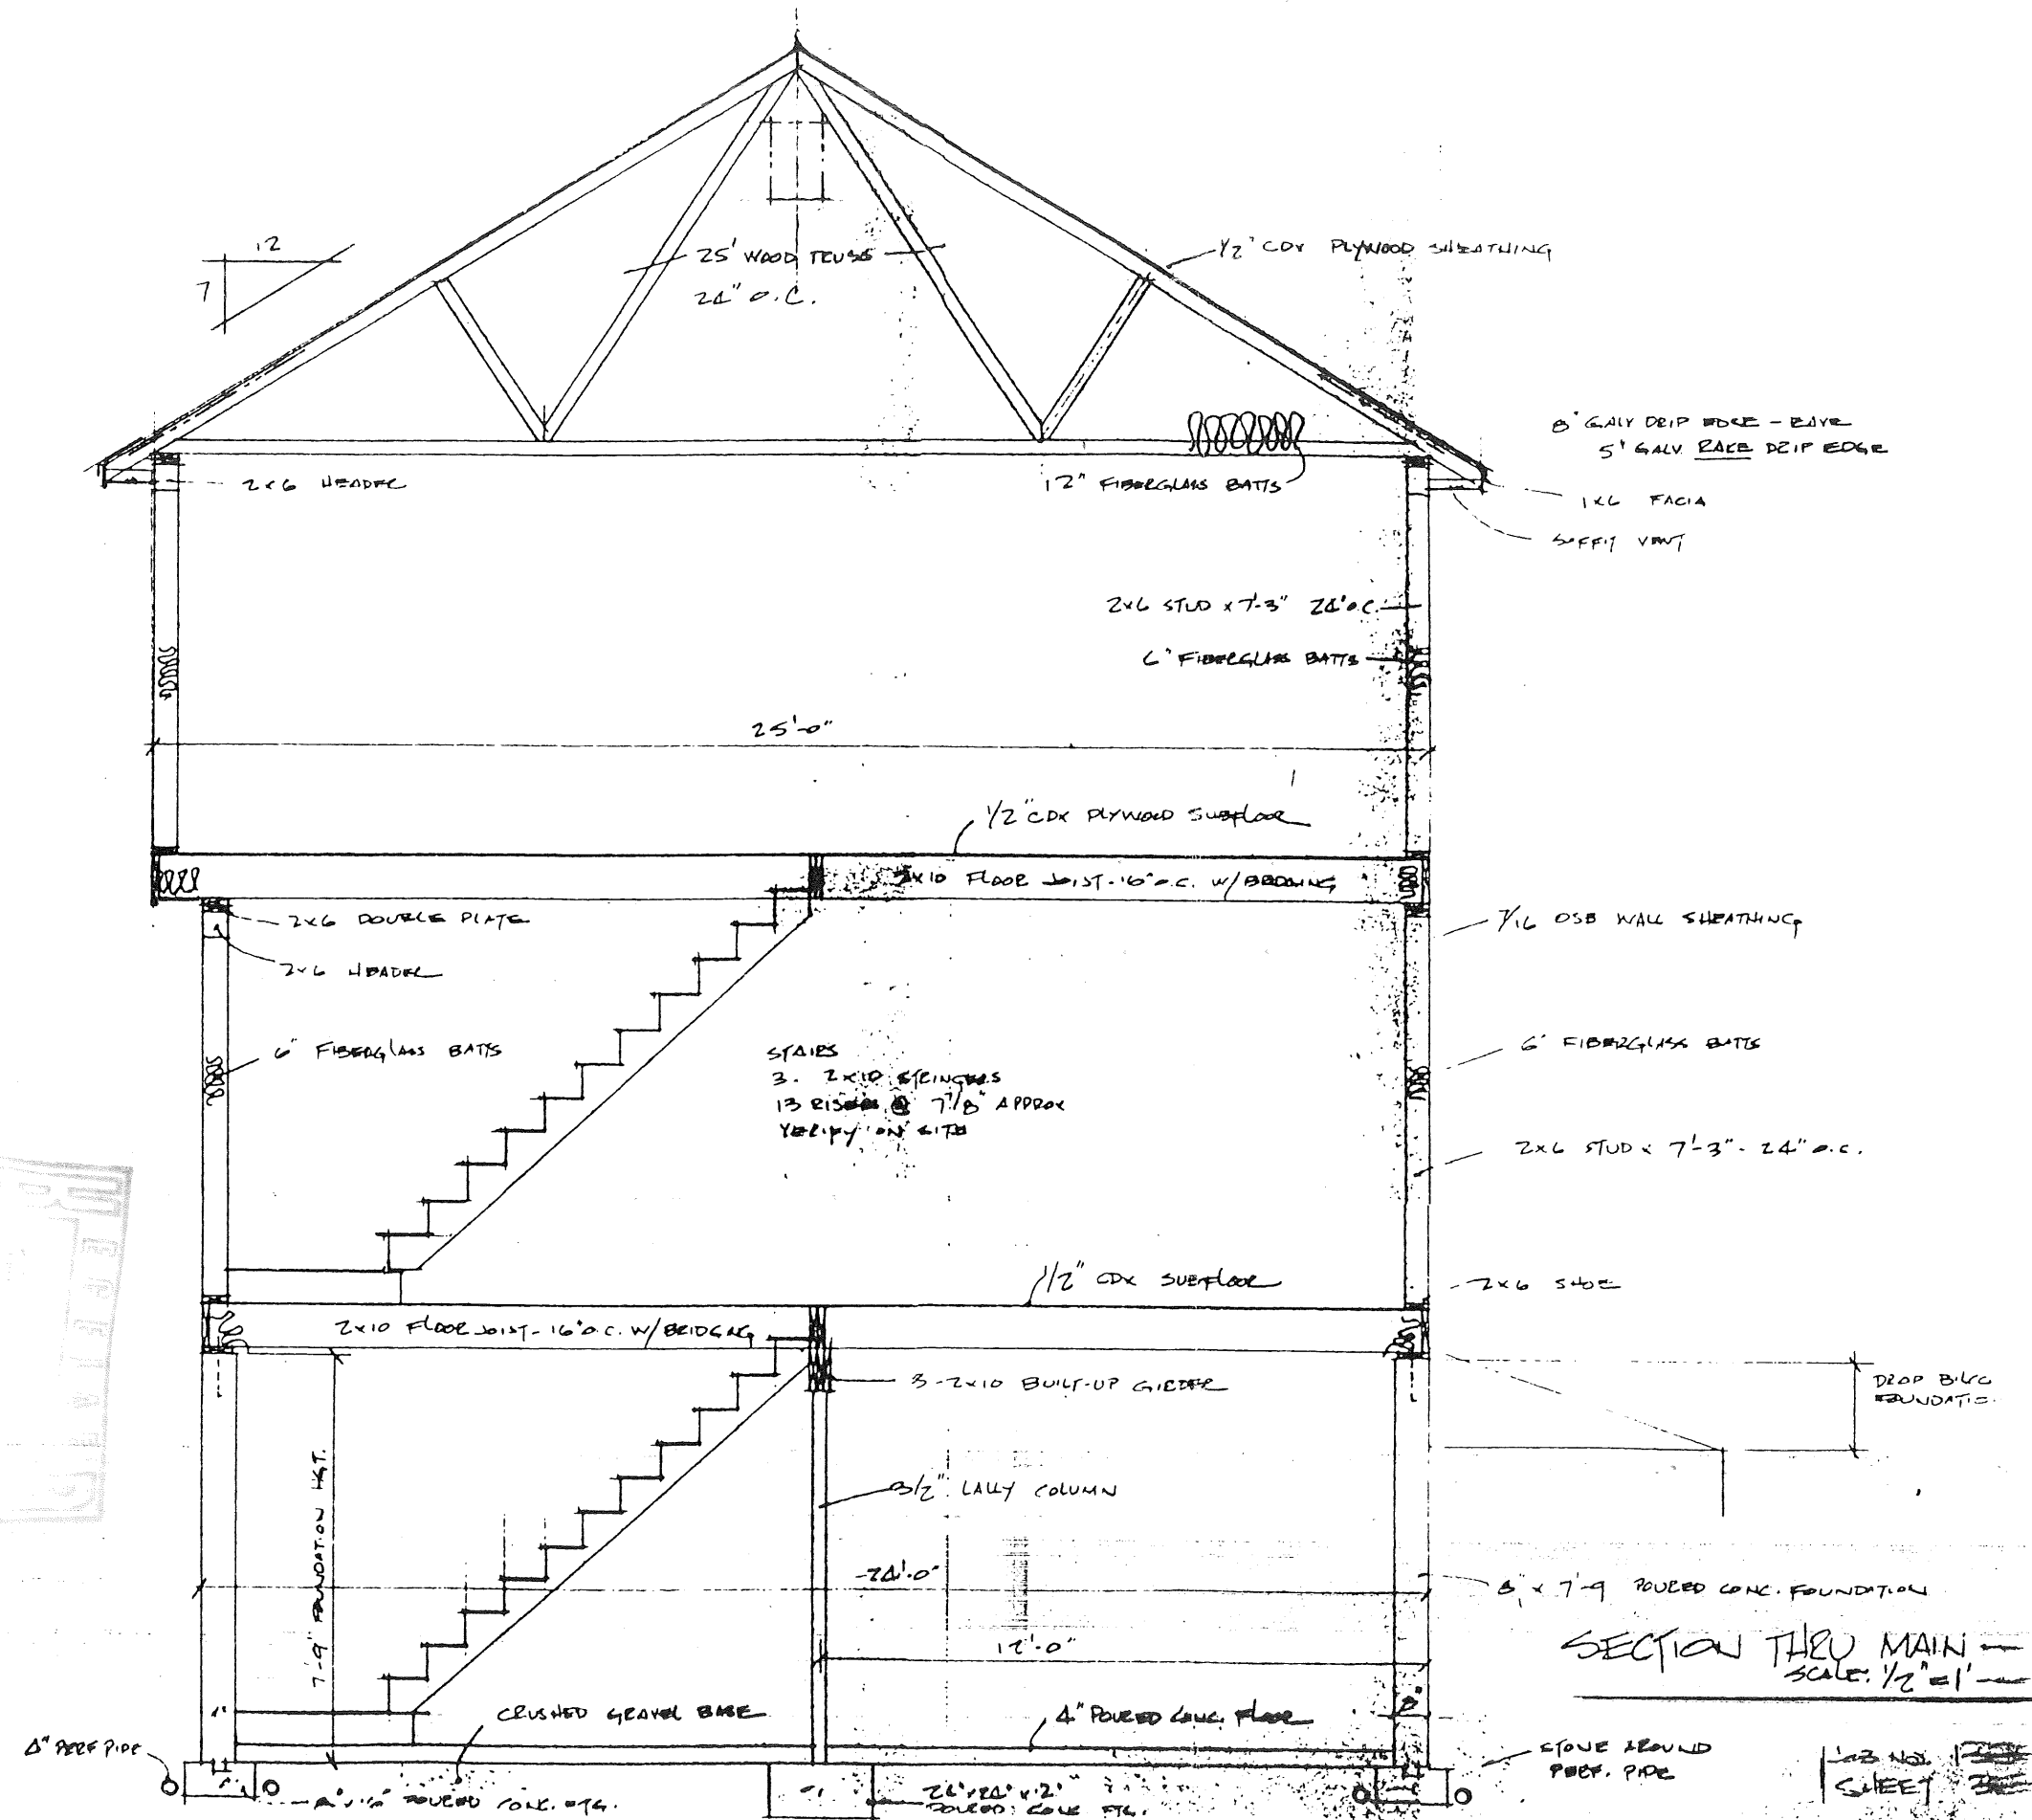 12
7
25' WOOD TRUSS
24" O.C.
1/2" CDX PLYWOOD SHEATHING
8" GALV DRIP EDGE - EAVE
5" GALV. RAKE DRIP EDGE
2x6 HEADER
12" FIBERGLASS BATTS
1x6 FACIA
SOFFIT VENT
2x6 STUD x 7'-3" 24" O.C.
6" FIBERGLASS BATTS
25'-0"
1/2" CDX PLYWOOD SUBFLOOR
2x10 FLOOR JOIST - 16" O.C. W/ BRIDGING
2x6 DOUBLE PLATE
7/16 OSB WALL SHEATHING
2x6 HEADER
6" FIBERGLASS BATTS
STAIRS
3. 2x10 STRINGERS
13 RISERS @ 7 7/8" APPROX
VERIFY ON SITE
6" FIBERGLASS BATTS
2x6 STUD x 7'-3" - 24" O.C.
1/2" CDX SUBFLOOR
2x6 SHOE
2x10 FLOOR JOIST - 16" O.C. W/ BRIDGING
3-2x10 BUILT-UP GIRDER
DROP
7'-9" FOUNDATION HGT.
3 1/2" LALLY COLUMN
24'-0"
8" x 7'-9 POURED CONC. FOUNDATION
12'-0"
SECTION THRU MAIN
SCALE: 1/2" = 1'
8"
CRUSHED GRAVEL BASE
4" POURED CONC. FLOOR
4" PERF PIPE
STONE AROUND
PERF. PIPE
POURED CONC. FTG.
24" x 24" x 12"
POURED CONC FTG.
SHEET